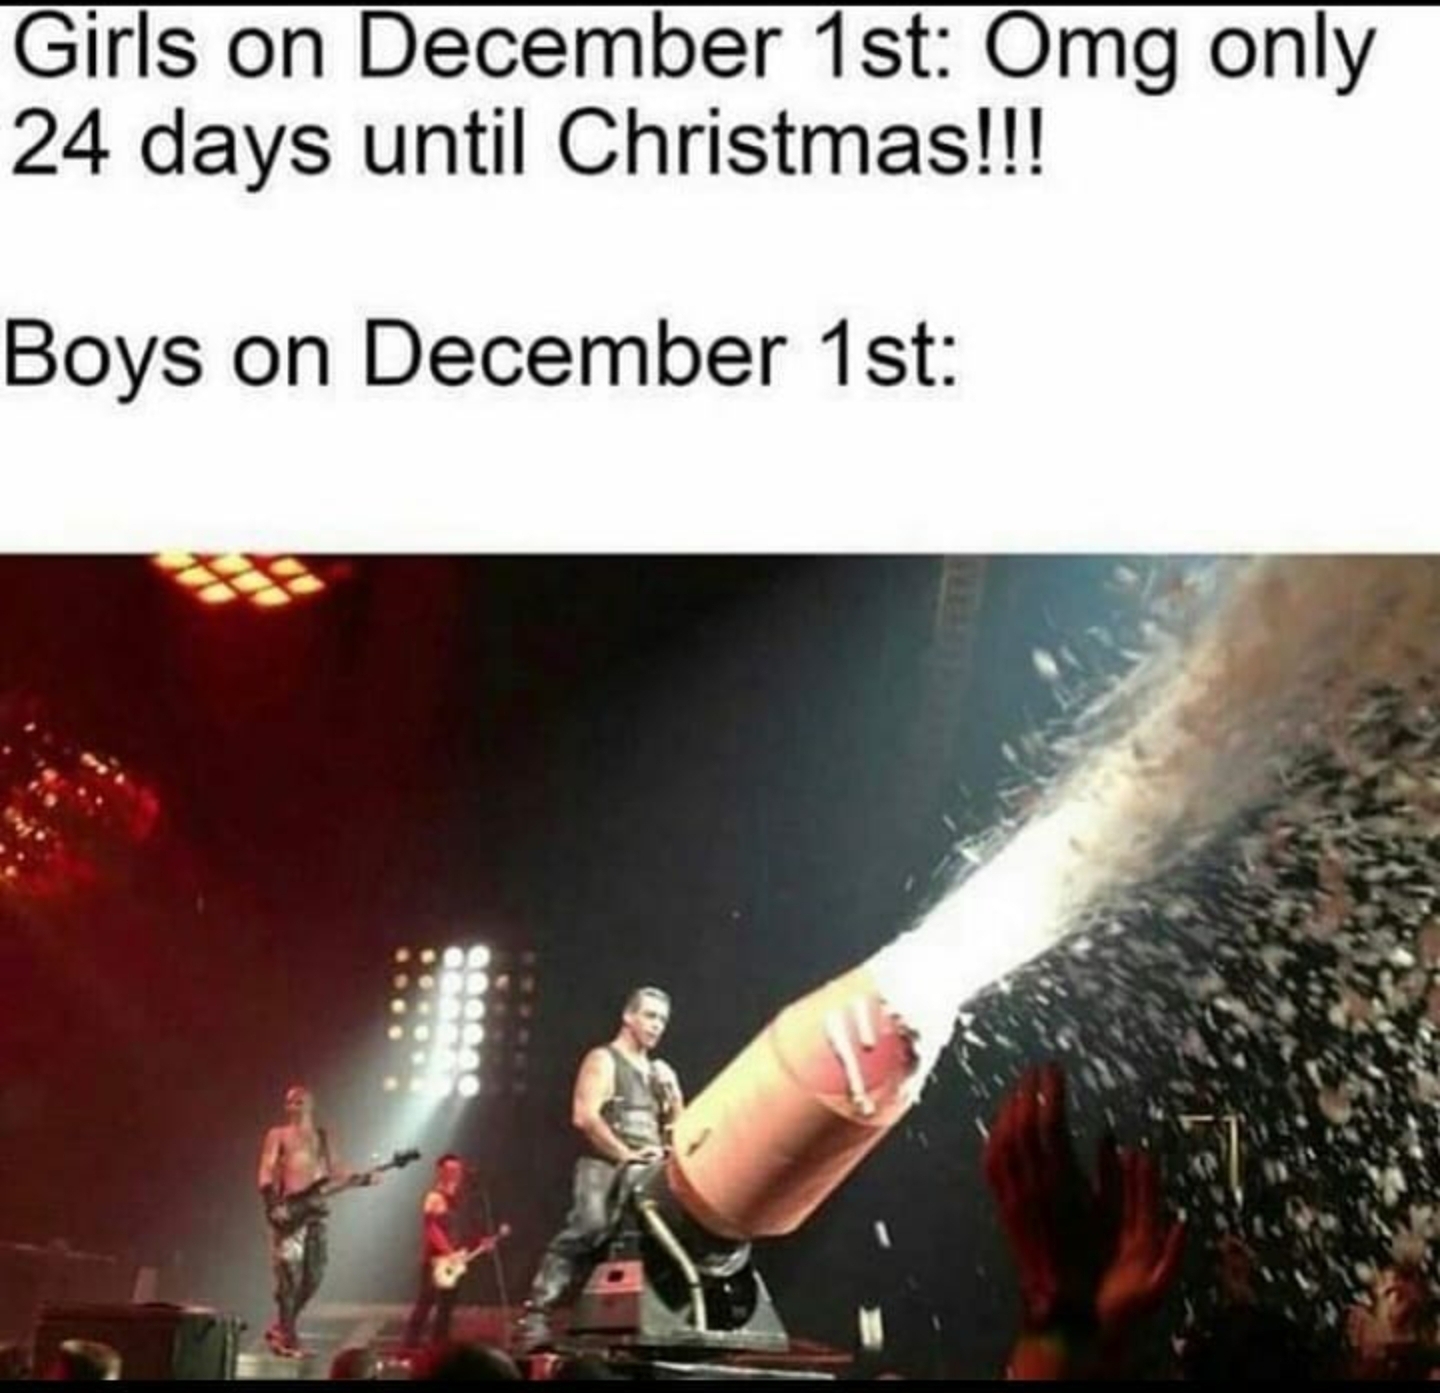 Girls on December 1st: Omg only
24 days until Christmas!!!
Boys on December 1st: